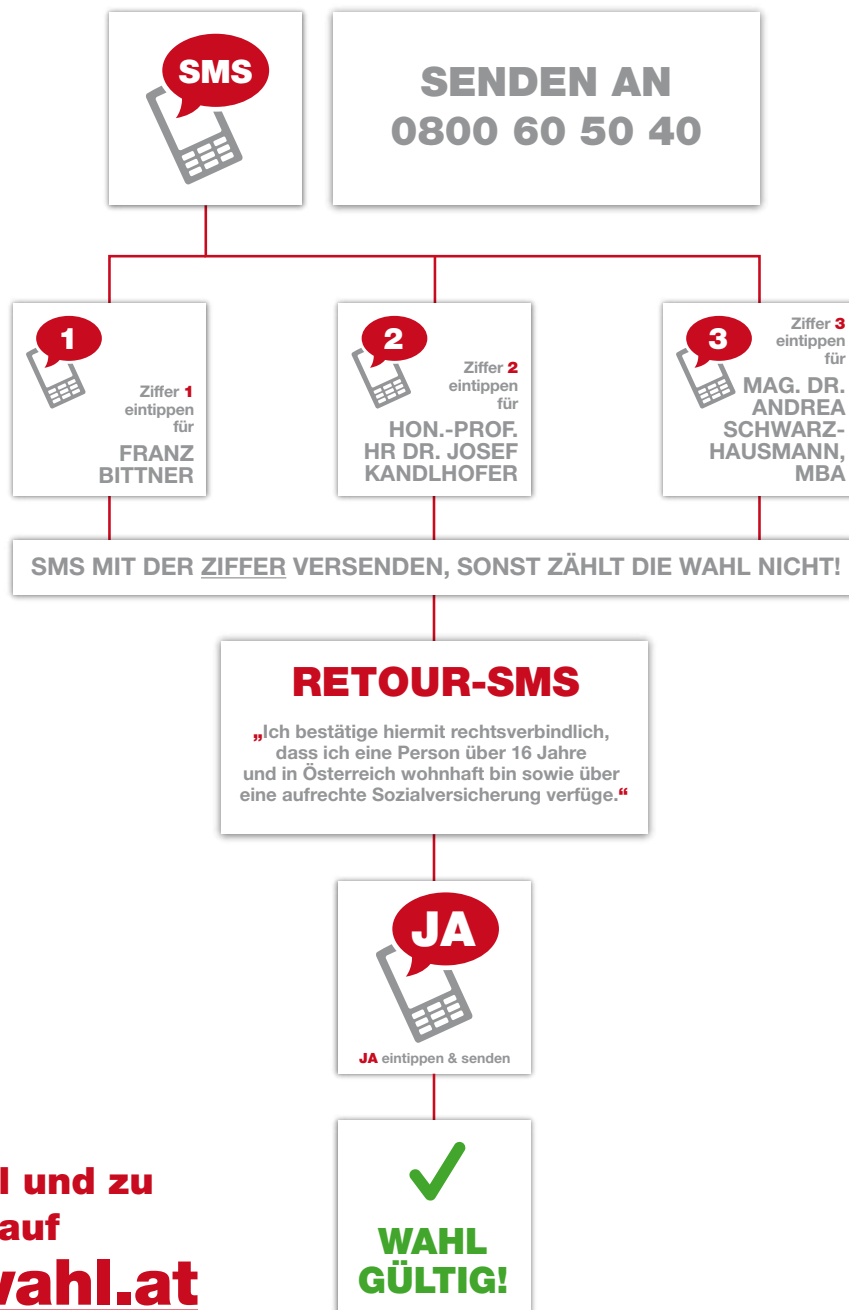 SMS
SENDEN AN
0800 60 50 40
1
Ziffer 1
eintippen
für
FRANZ
BITTNER
2
Ziffer 2
eintippen
für
HON.-PROF.
HR DR. JOSEF
KANDLHOFER
3
Ziffer 3
eintippen
für
MAG. DR.
ANDREA
SCHWARZ-
HAUSMANN,
MBA
SMS MIT DER ZIFFER VERSENDEN, SONST ZÄHLT DIE WAHL NICHT!
RETOUR-SMS
„Ich bestätige hiermit rechtsverbindlich,
dass ich eine Person über 16 Jahre
und in Österreich wohnhaft bin sowie über
eine aufrechte Sozialversicherung verfüge.“
JA
JA eintippen & senden
WAHL
GÜLTIG!
und zu
auf
wahl.at